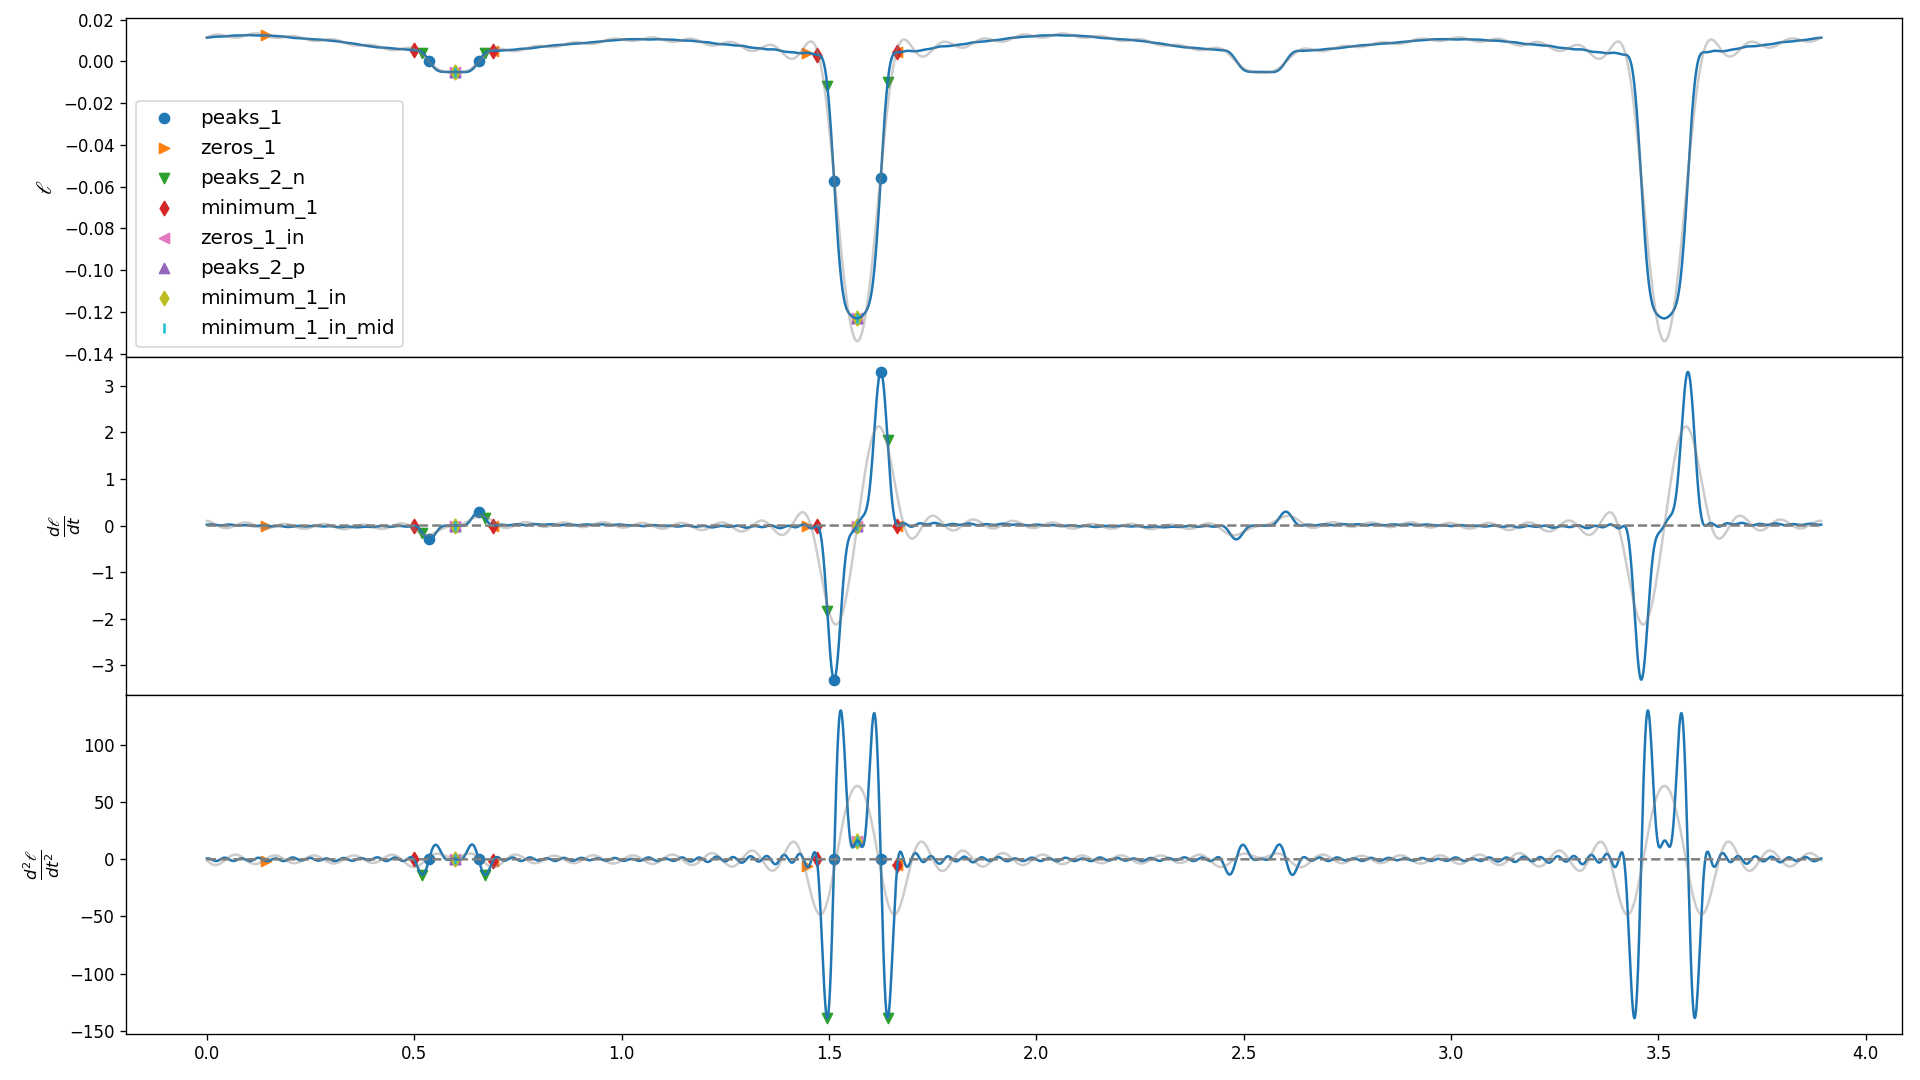 0.02
0.00
−0.02
−0.04
−0.06
−0.08
−0.10
−0.12
−0.14
ℓ
peaks_1
zeros_1
peaks_2_n
minimum_1
zeros_1_in
peaks_2_p
minimum_1_in
minimum_1_in_mid
3
2
1
0
−1
−2
−3
dℓ
dt
100
50
0
−50
−100
−150
d²ℓ
dt²
0.0 0.5 1.0 1.5 2.0 2.5 3.0 3.5 4.0